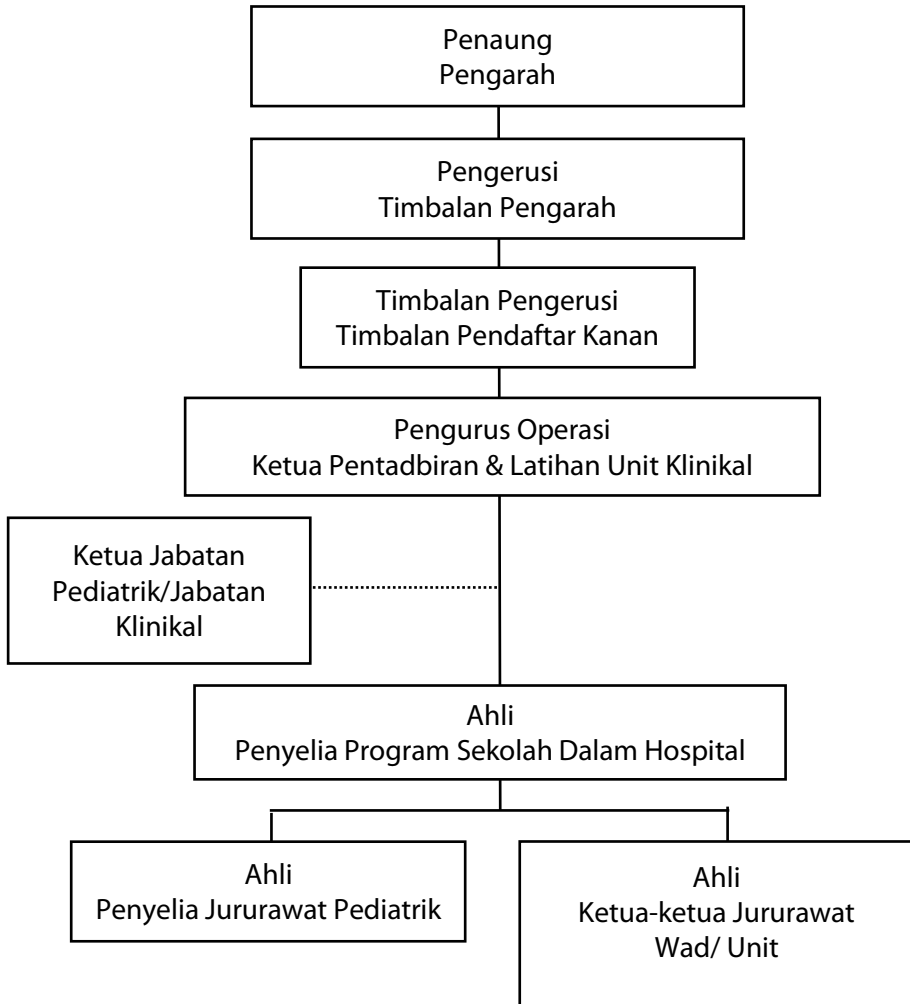 Penaung
Pengarah
Pengerusi
Timbalan Pengarah
Timbalan Pengerusi
Timbalan Pendaftar Kanan
Pengurus Operasi
Ketua Pentadbiran & Latihan Unit Klinikal
Ketua Jabatan
Pediatrik/Jabatan
Klinikal
Ahli
Penyelia Program Sekolah Dalam Hospital
Ahli
Penyelia Jururawat Pediatrik
Ahli
Ketua-ketua Jururawat
Wad/ Unit